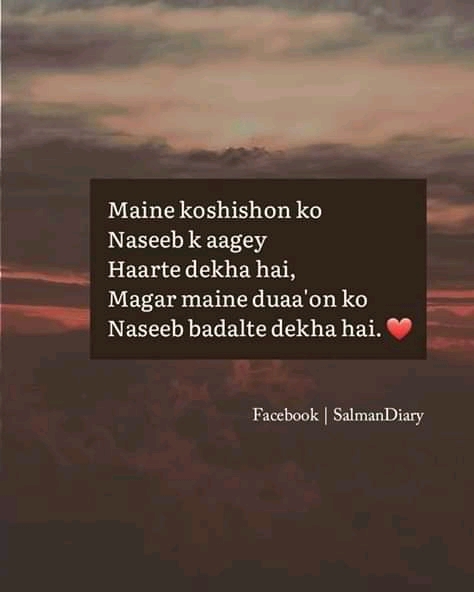 Maine koshishon ko
Naseeb k aagey
Haarte dekha hai,
Magar maine duaa'on ko
Naseeb badalte dekha hai. ❤️
Facebook | SalmanDiary